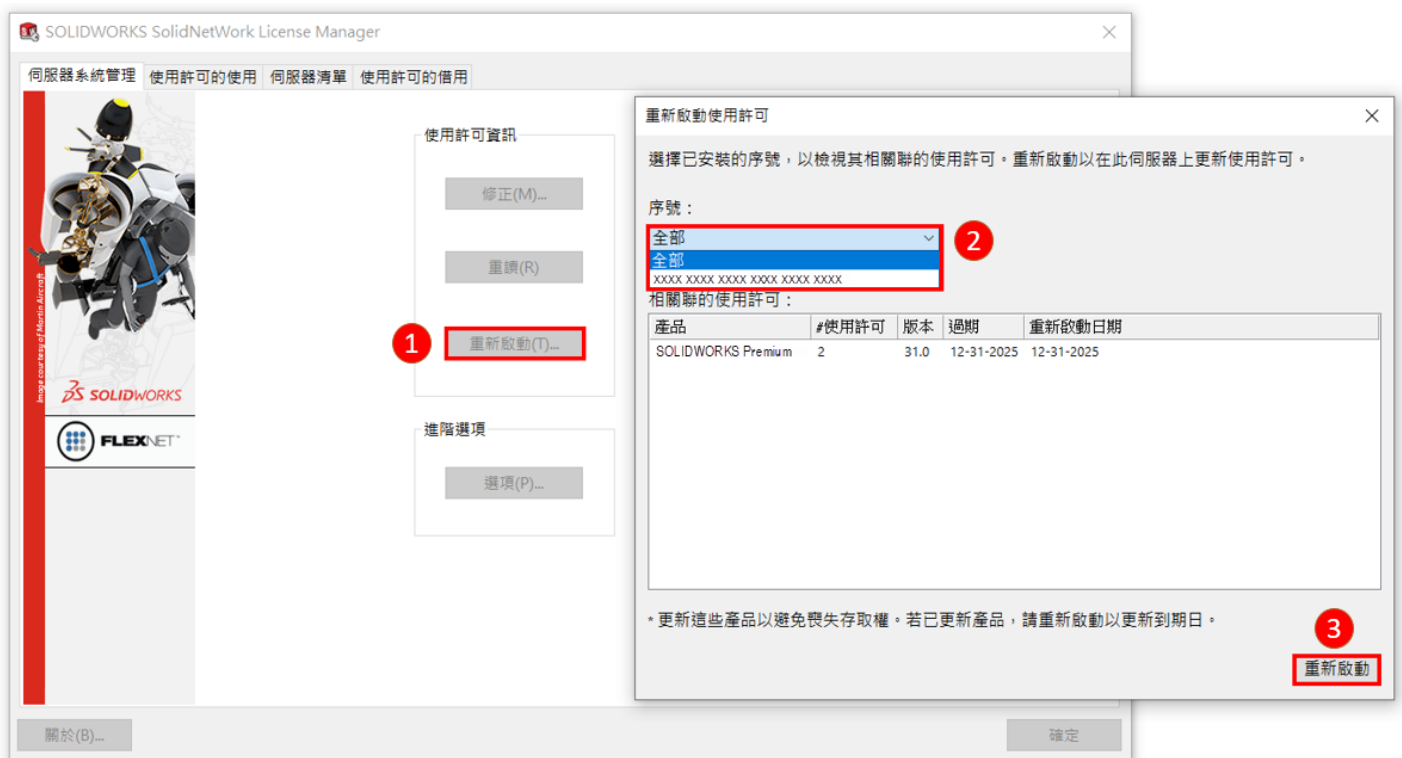 SOLIDWORKS SolidNetWork License Manager
伺服器系統管理 使用許可的使用 伺服器清單 使用許可的借用
使用許可資訊
修正(M)...
重讀(R)
1
重新啟動(T)...
進階選項
選項(P)...
Image courtesy of Martin Aircraft
SOLIDWORKS
FLEXNET
關於(B)...
確定
重新啟動使用許可
選擇已安裝的序號，以檢視其相關聯的使用許可。重新啟動以在此伺服器上更新使用許可。
序號：
全部
2
全部
XXXX XXXX XXXX XXXX XXXX XXXX
相關聯的使用許可：
產品 #使用許可 版本 過期 重新啟動日期
SOLIDWORKS Premium 2 31.0 12-31-2025 12-31-2025
* 更新這些產品以避免喪失存取權。若已更新產品，請重新啟動以更新到期日。
3
重新啟動